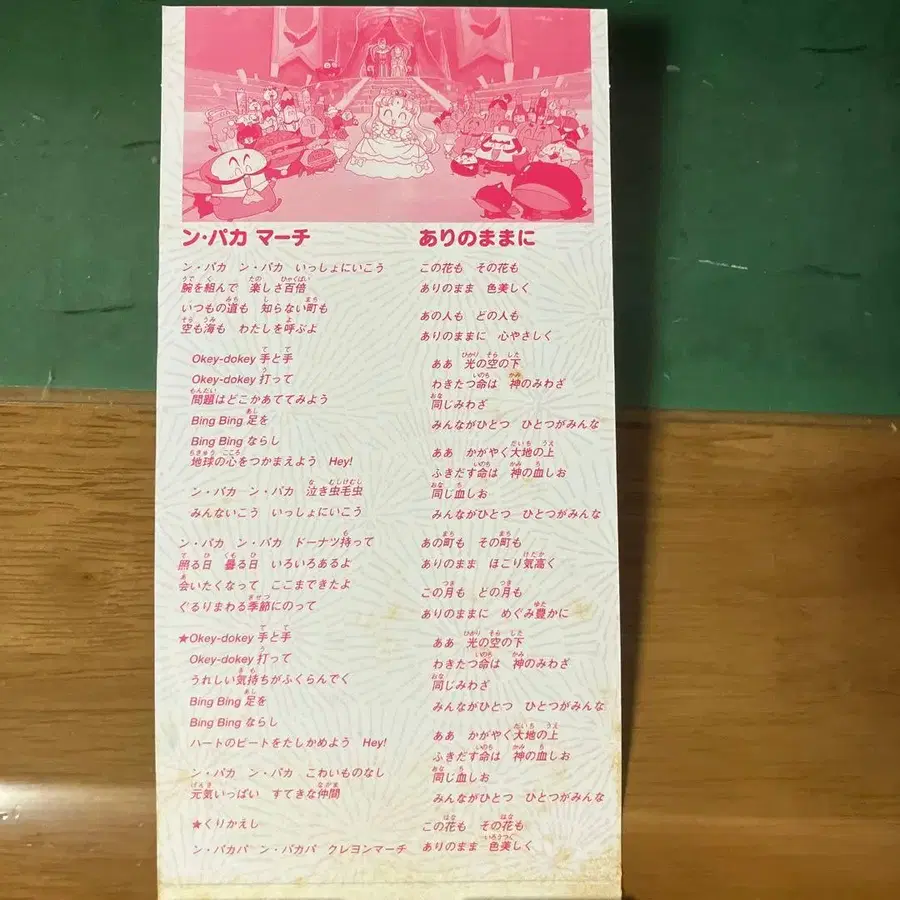 ン・パカ マーチ
ン・パカ ン・パカ いっしょにいこう
腕を組んで 楽しさ百倍
いつもの道も 知らない町も
空も海も わたしを呼ぶよ
Okey-dokey 手と手
Okey-dokey 打って
問題はどこかあててみよう
Bing Bing 足を
Bing Bing ならし
地球の心をつかまえよう Hey!
ン・パカ ン・パカ 泣き虫毛虫
みんないこう いっしょにいこう
ン・パカ ン・パカ ドーナツ持って
照る日 曇る日 いろいろあるよ
会いたくなって ここまできたよ
ぐるりまわる季節にのって
★Okey-dokey 手と手
Okey-dokey 打って
うれしい気持ちがふくらんでく
Bing Bing 足を
Bing Bing ならし
ハートのビートをたしかめよう Hey!
ン・パカ ン・パカ こわいものなし
元気いっぱい すてきな仲間
★くりかえし
ン・パカパ ン・パカパ クレヨンマーチ
ありのままに
この花も その花も
ありのまま 色美しく
あの人も どの人も
ありのままに 心やさしく
ああ 光の空の下
わきたつ命は 神のみわざ
同じみわざ
みんながひとつ ひとつがみんな
ああ かがやく大地の上
ふきだす命は 神の血しお
同じ血しお
みんながひとつ ひとつがみんな
あの町も その町も
ありのまま ほこり気高く
この月も どの月も
ありのままに めぐみ豊かに
ああ 光の空の下
わきたつ命は 神のみわざ
同じみわざ
みんながひとつ ひとつがみんな
ああ かがやく大地の上
ふきだす命は 神の血しお
同じ血しお
みんながひとつ ひとつがみんな
この花も その花も
ありのまま 色美しく